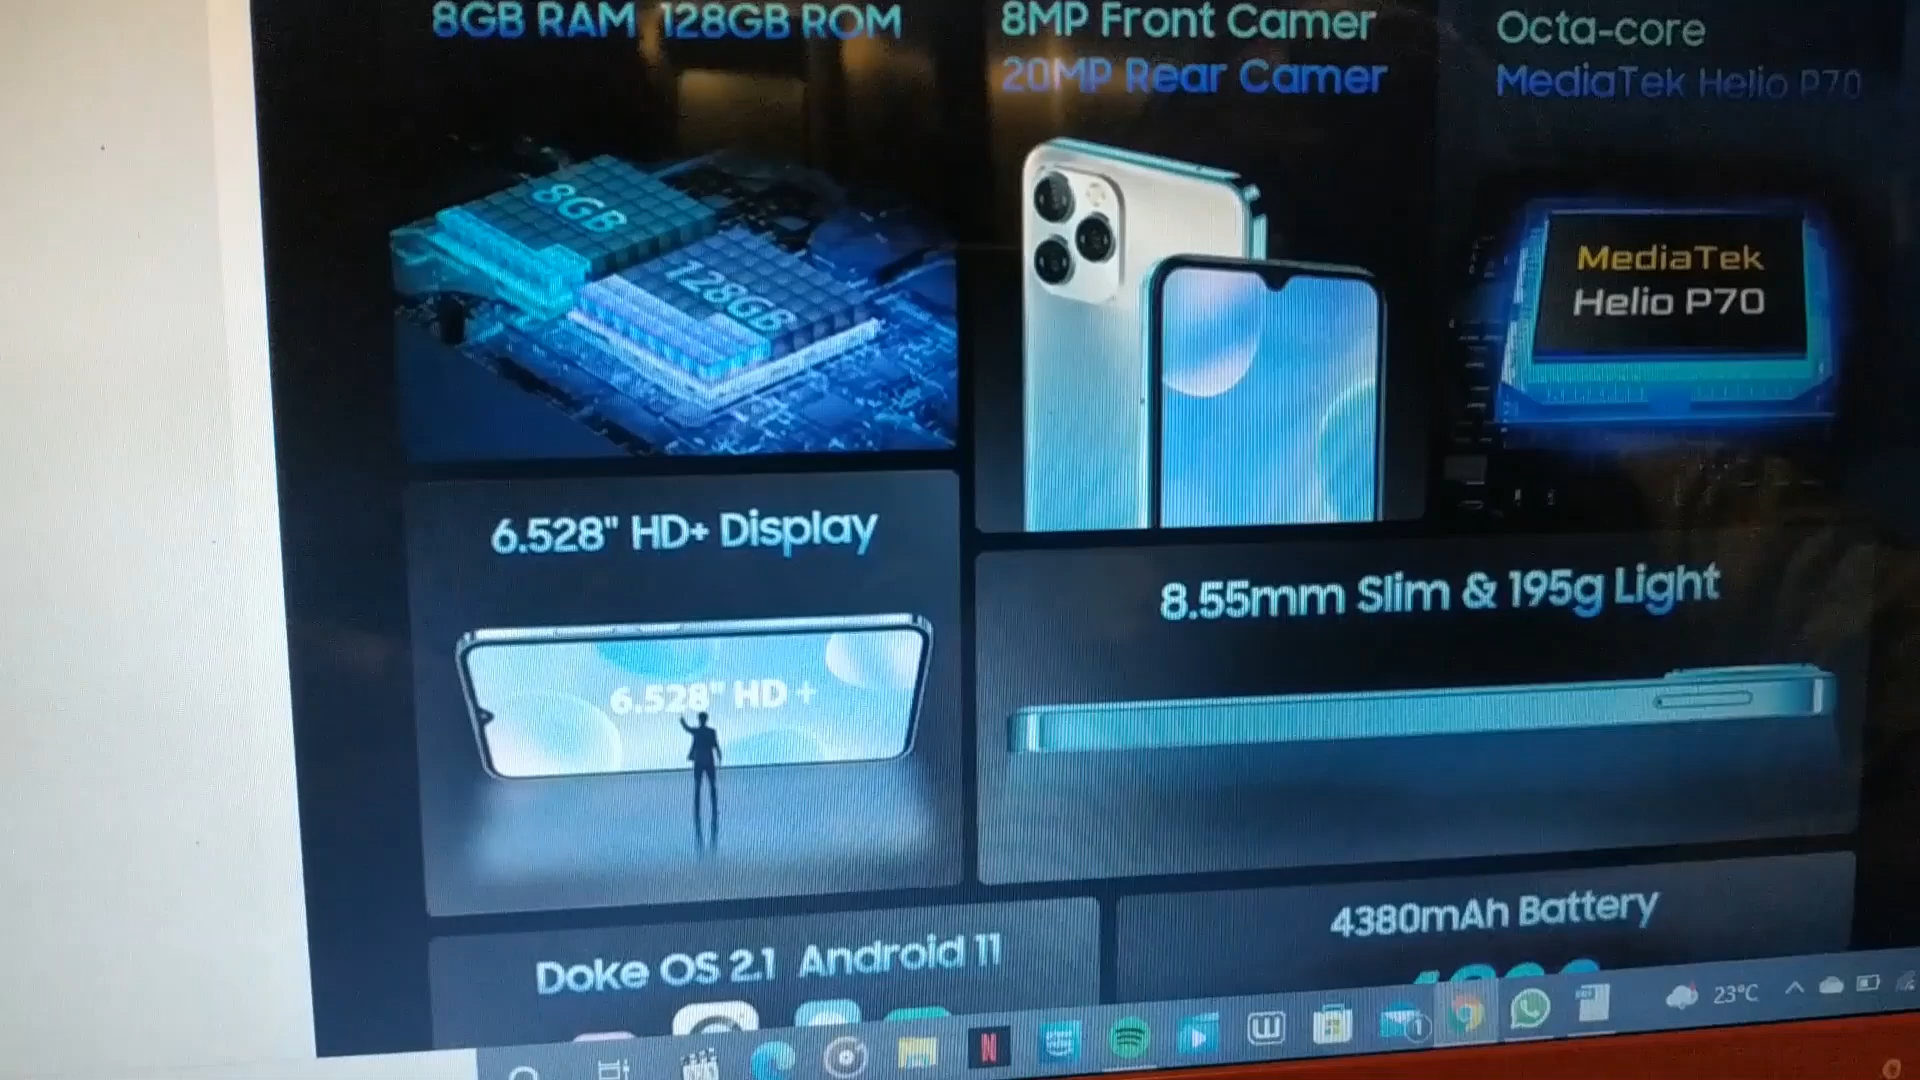 8GB RAM 128GB ROM
8MP Front Camer
20MP Rear Camer
Octa-core
MediaTek Helio P70
8GB
128GB
MediaTek
Helio P70
6.528" HD+ Display
6.528" HD +
8.55mm Slim & 195g Light
Doke OS 2.1 Android 11
4380mAh Battery
23°C